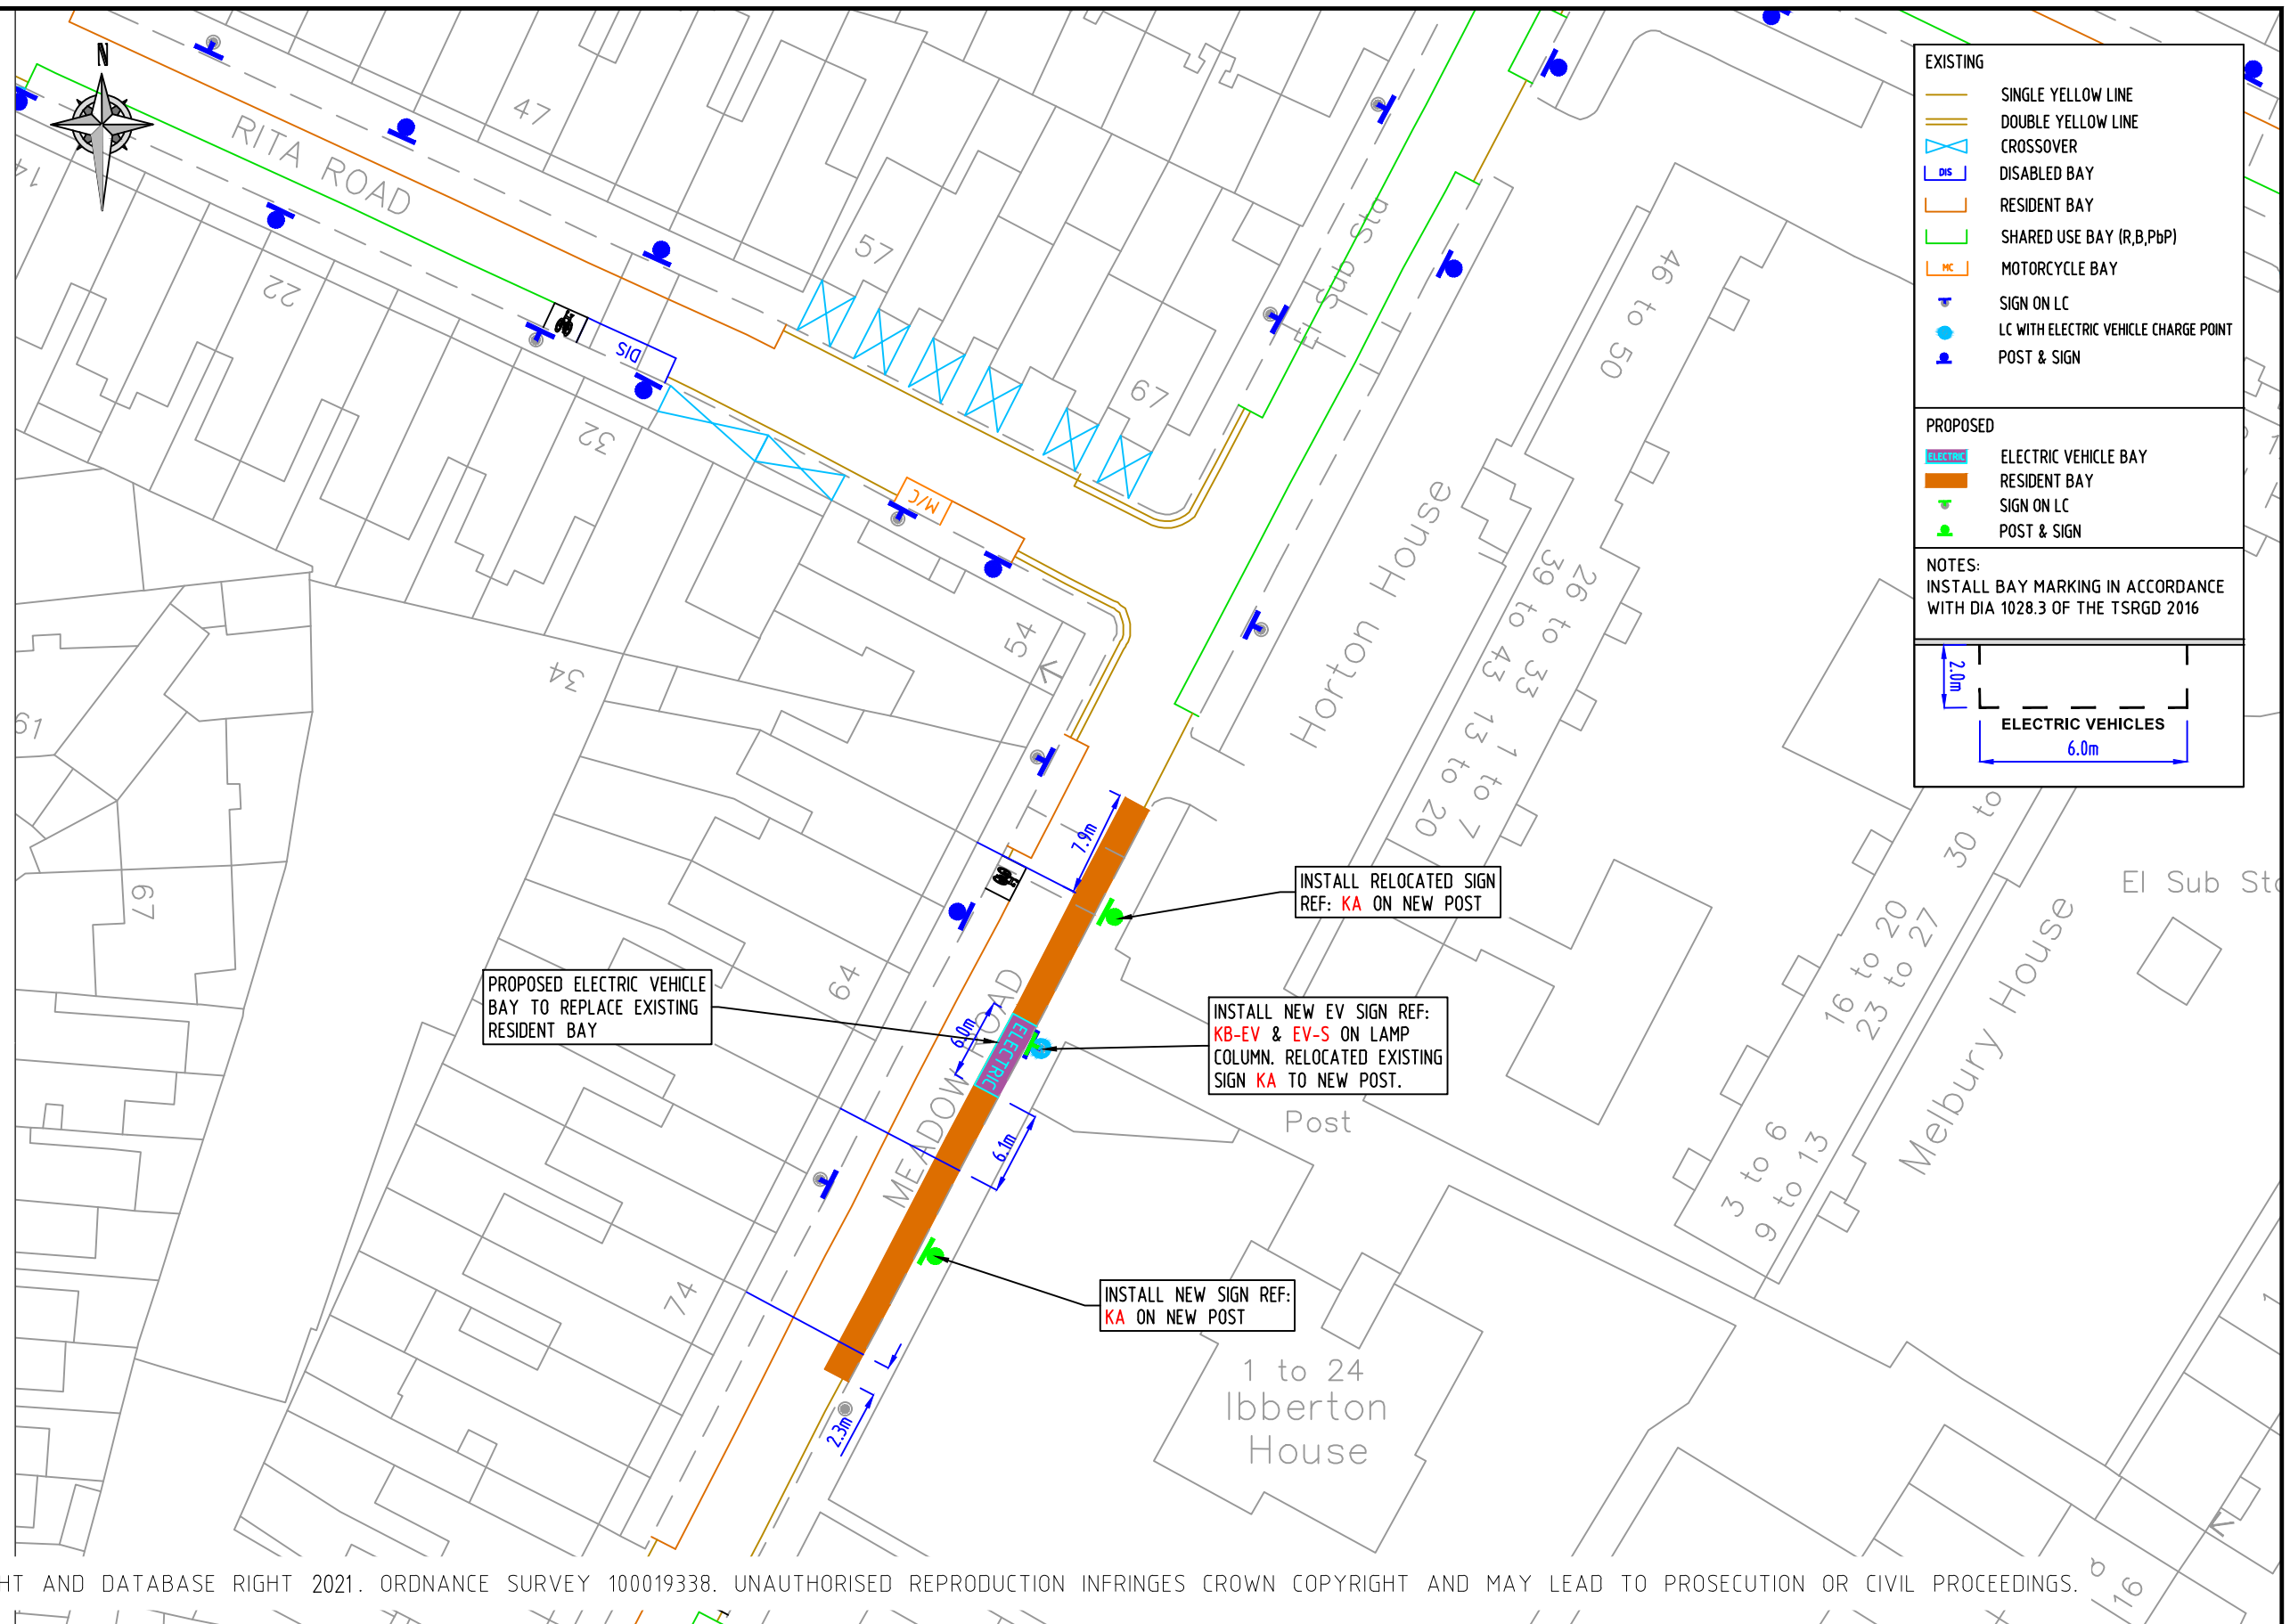 N
RITA ROAD
14
22
32
34
47
57
67
54
61
67
64
74
DIS
M/C
El Sub Sta
46 to 50
Horton House
39 to 43
26 to 33
13 to 20
1 to 7
30 to
El Sub Sta
16 to 20
23 to 27
Melbury House
3 to 6
9 to 13
Post
1 to 24
Ibberton
House
MEADOW ROAD
ELECTRIC
7.9m
6.0m
6.1m
2.3m
16
PROPOSED ELECTRIC VEHICLE
BAY TO REPLACE EXISTING
RESIDENT BAY
INSTALL RELOCATED SIGN
REF: KA ON NEW POST
INSTALL NEW EV SIGN REF:
KB-EV & EV-S ON LAMP
COLUMN. RELOCATED EXISTING
SIGN KA TO NEW POST.
INSTALL NEW SIGN REF:
KA ON NEW POST
EXISTING
SINGLE YELLOW LINE
DOUBLE YELLOW LINE
CROSSOVER
DIS DISABLED BAY
RESIDENT BAY
SHARED USE BAY (R,B,PbP)
MC MOTORCYCLE BAY
SIGN ON LC
LC WITH ELECTRIC VEHICLE CHARGE POINT
POST & SIGN
PROPOSED
ELECTRIC ELECTRIC VEHICLE BAY
RESIDENT BAY
SIGN ON LC
POST & SIGN
NOTES:
INSTALL BAY MARKING IN ACCORDANCE
WITH DIA 1028.3 OF THE TSRGD 2016
2.0m
ELECTRIC VEHICLES
6.0m
HT AND DATABASE RIGHT 2021. ORDNANCE SURVEY 100019338. UNAUTHORISED REPRODUCTION INFRINGES CROWN COPYRIGHT AND MAY LEAD TO PROSECUTION OR CIVIL PROCEEDINGS.